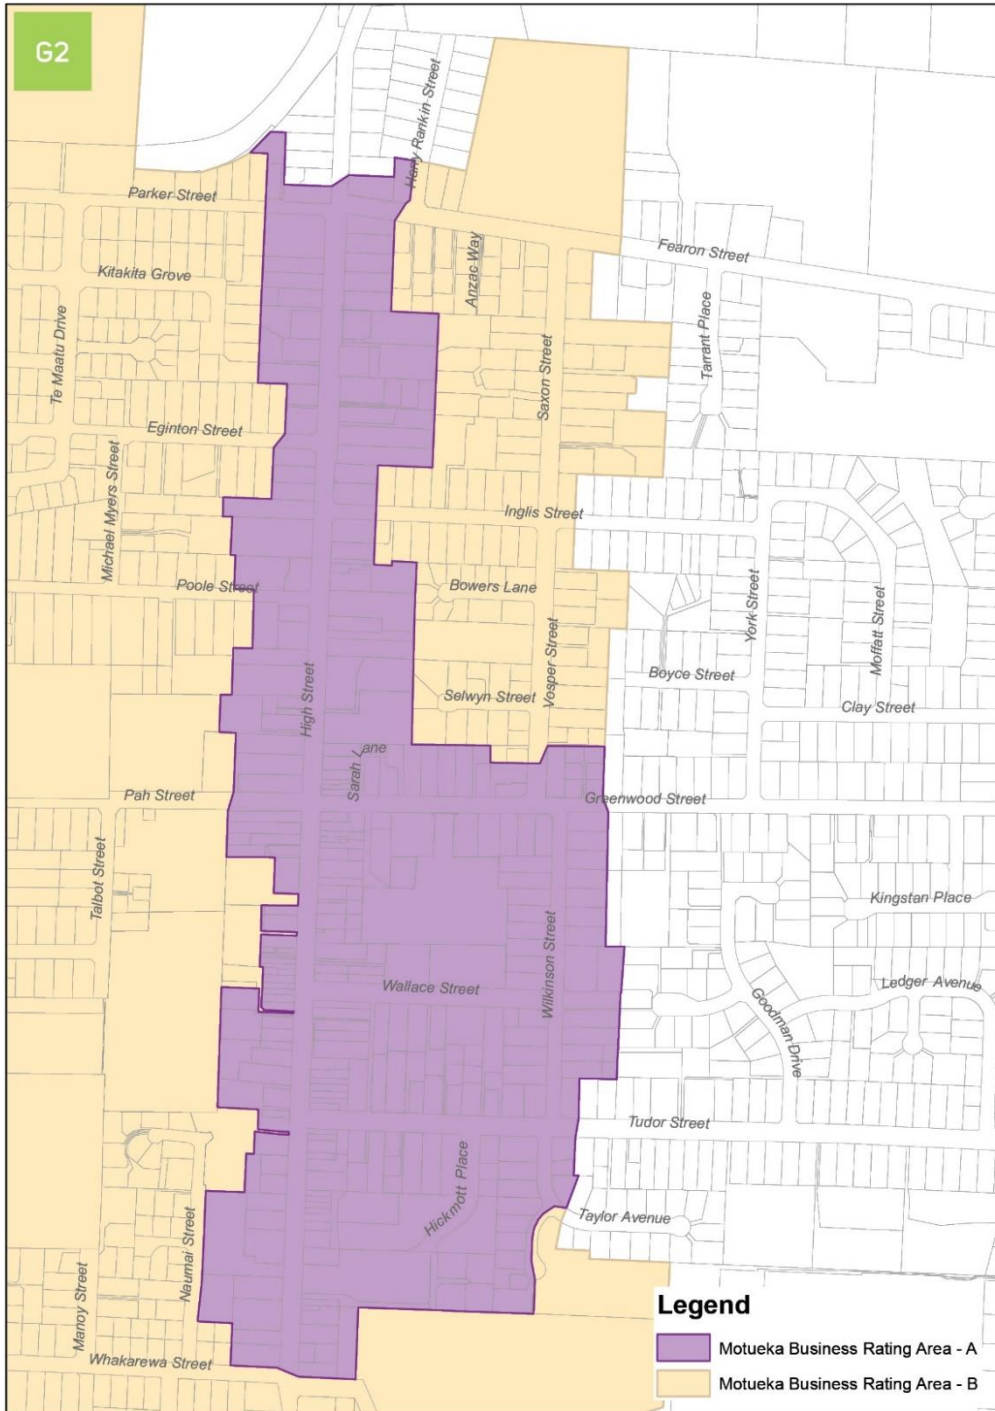 G2
Harry Rankin Street
Parker Street
Anzac Way
Fearon Street
Kitakita Grove
Te Maatu Drive
Tarrant Place
Saxon Street
Eginton Street
Michael Myers Street
Inglis Street
Poole Street
Bowers Lane
York Street
Moffatt Street
Vosper Street
High Street
Boyce Street
Selwyn Street
Clay Street
Sarah Lane
Pah Street
Greenwood Street
Talbot Street
Kingstan Place
Wilkinson Street
Wallace Street
Ledger Avenue
Goodman Drive
Tudor Street
Hickmott Place
Taylor Avenue
Naumai Street
Manoy Street
Whakarewa Street
Legend
Motueka Business Rating Area - A
Motueka Business Rating Area - B